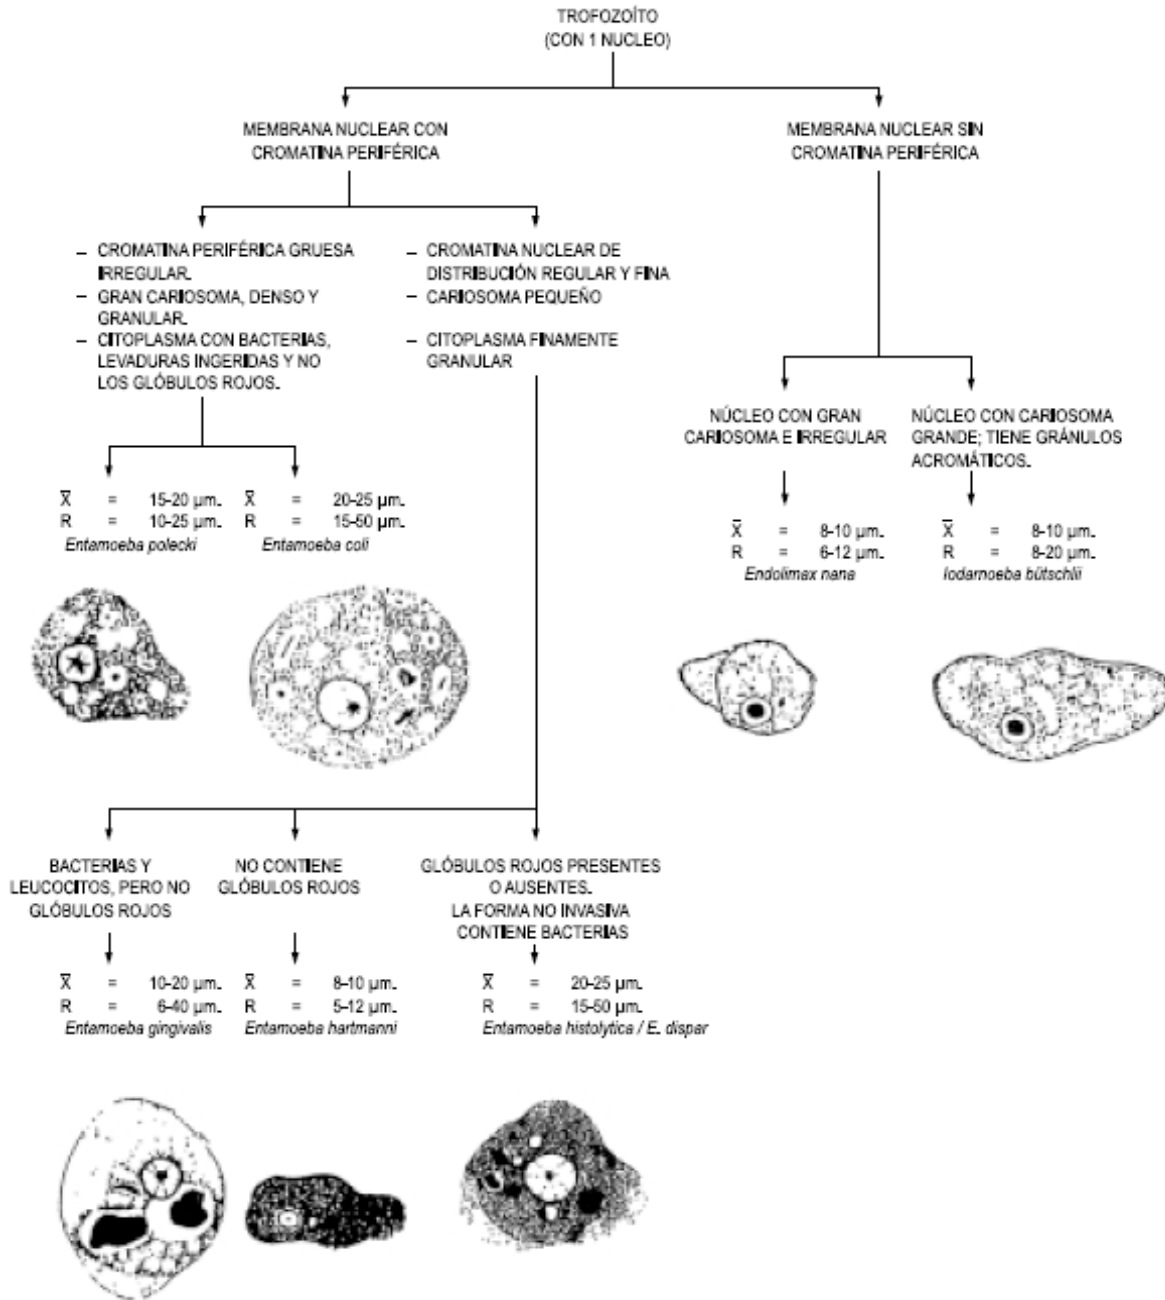 TROFOZOÍTO
(CON 1 NUCLEO)
MEMBRANA NUCLEAR CON
CROMATINA PERIFÉRICA
MEMBRANA NUCLEAR SIN
CROMATINA PERIFÉRICA
– CROMATINA PERIFÉRICA GRUESA
IRREGULAR.
– GRAN CARIOSOMA, DENSO Y
GRANULAR.
– CITOPLASMA CON BACTERIAS,
LEVADURAS INGERIDAS Y NO
LOS GLÓBULOS ROJOS.
– CROMATINA NUCLEAR DE
DISTRIBUCIÓN REGULAR Y FINA
– CARIOSOMA PEQUEÑO
– CITOPLASMA FINAMENTE
GRANULAR
NÚCLEO CON GRAN
CARIOSOMA E IRREGULAR
NÚCLEO CON CARIOSOMA
GRANDE; TIENE GRÁNULOS
ACROMÁTICOS.
X̅ = 15-20 µm.
R = 10-25 µm.
Entamoeba polecki
X̅ = 20-25 µm.
R = 15-50 µm.
Entamoeba coli
X̅ = 8-10 µm.
R = 6-12 µm.
Endolimax nana
X̅ = 8-10 µm.
R = 8-20 µm.
Iodarnoeba bütschlii
BACTERIAS Y
LEUCOCITOS, PERO NO
GLÓBULOS ROJOS
NO CONTIENE
GLÓBULOS ROJOS
GLÓBULOS ROJOS PRESENTES
O AUSENTES.
LA FORMA NO INVASIVA
CONTIENE BACTERIAS
X̅ = 10-20 µm.
R = 6-40 µm.
Entamoeba gingivalis
X̅ = 8-10 µm.
R = 5-12 µm.
Entamoeba hartmanni
X̅ = 20-25 µm.
R = 15-50 µm.
Entamoeba histolytica / E. dispar